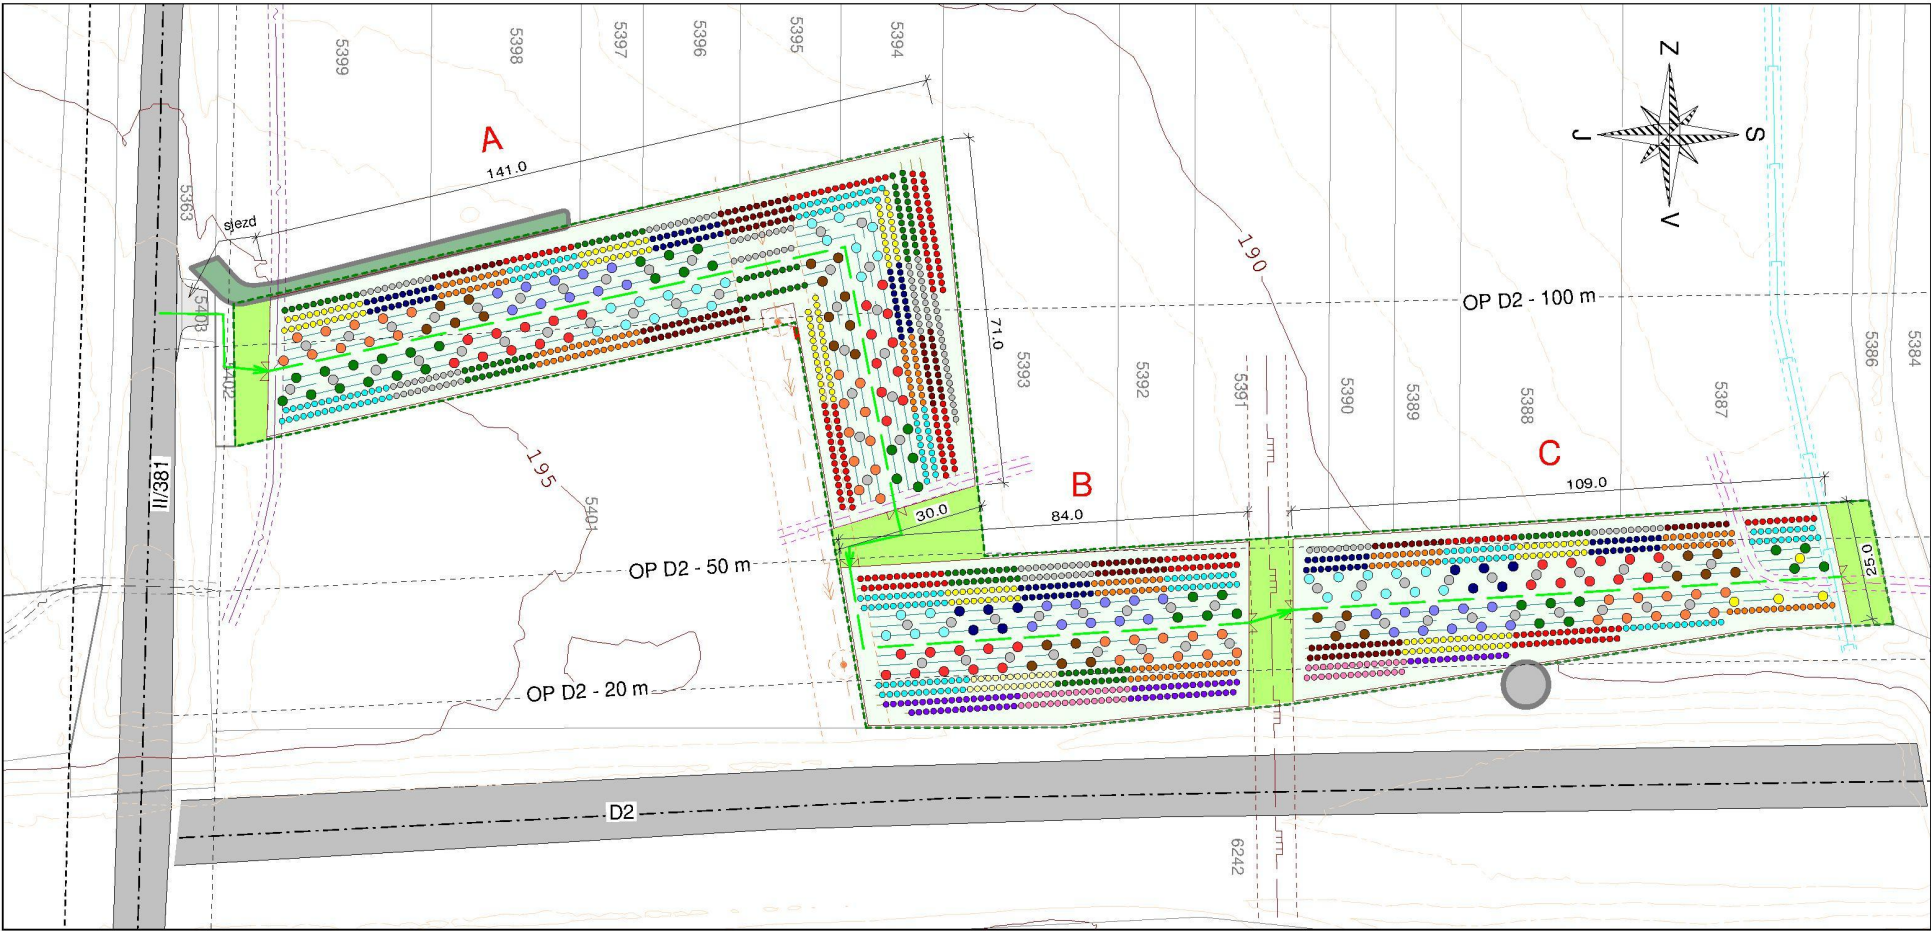 5399
5398
5397
5396
5395
5394
Z
J
S
V
A
141.0
5363
sjezd
190
OP D2 - 100 m
5403
5402
71.0
5393
5392
5391
5390
5389
5388
5387
5386
5384
C
109.0
B
84.0
30.0
195
5401
II/381
OP D2 - 50 m
25.0
OP D2 - 20 m
D2
6242